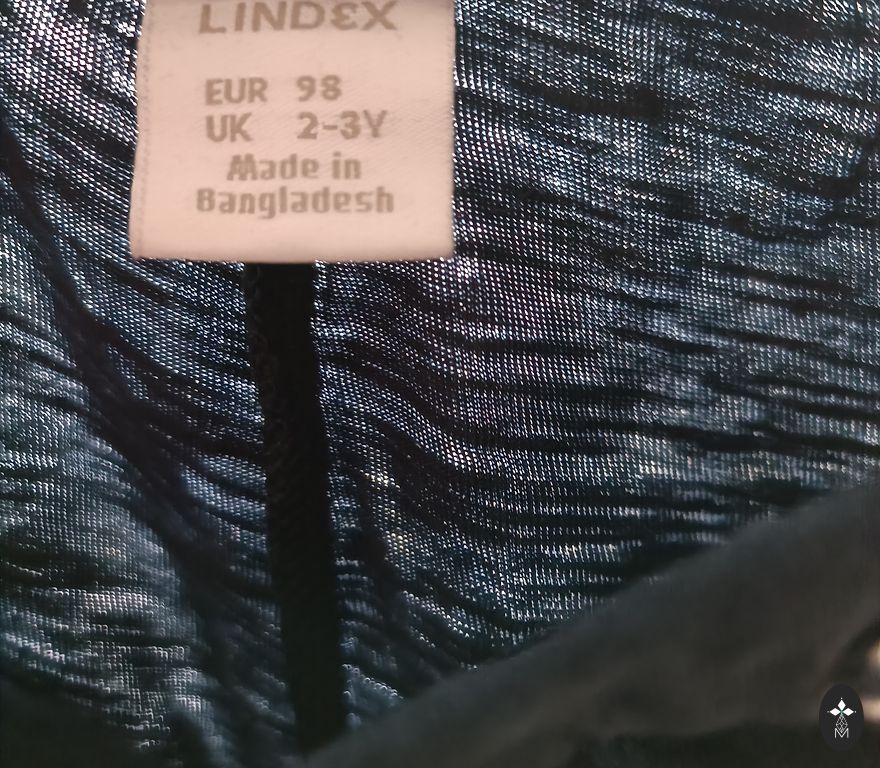 LINDEX
EUR 98
UK 2-3Y
Made in
Bangladesh
M